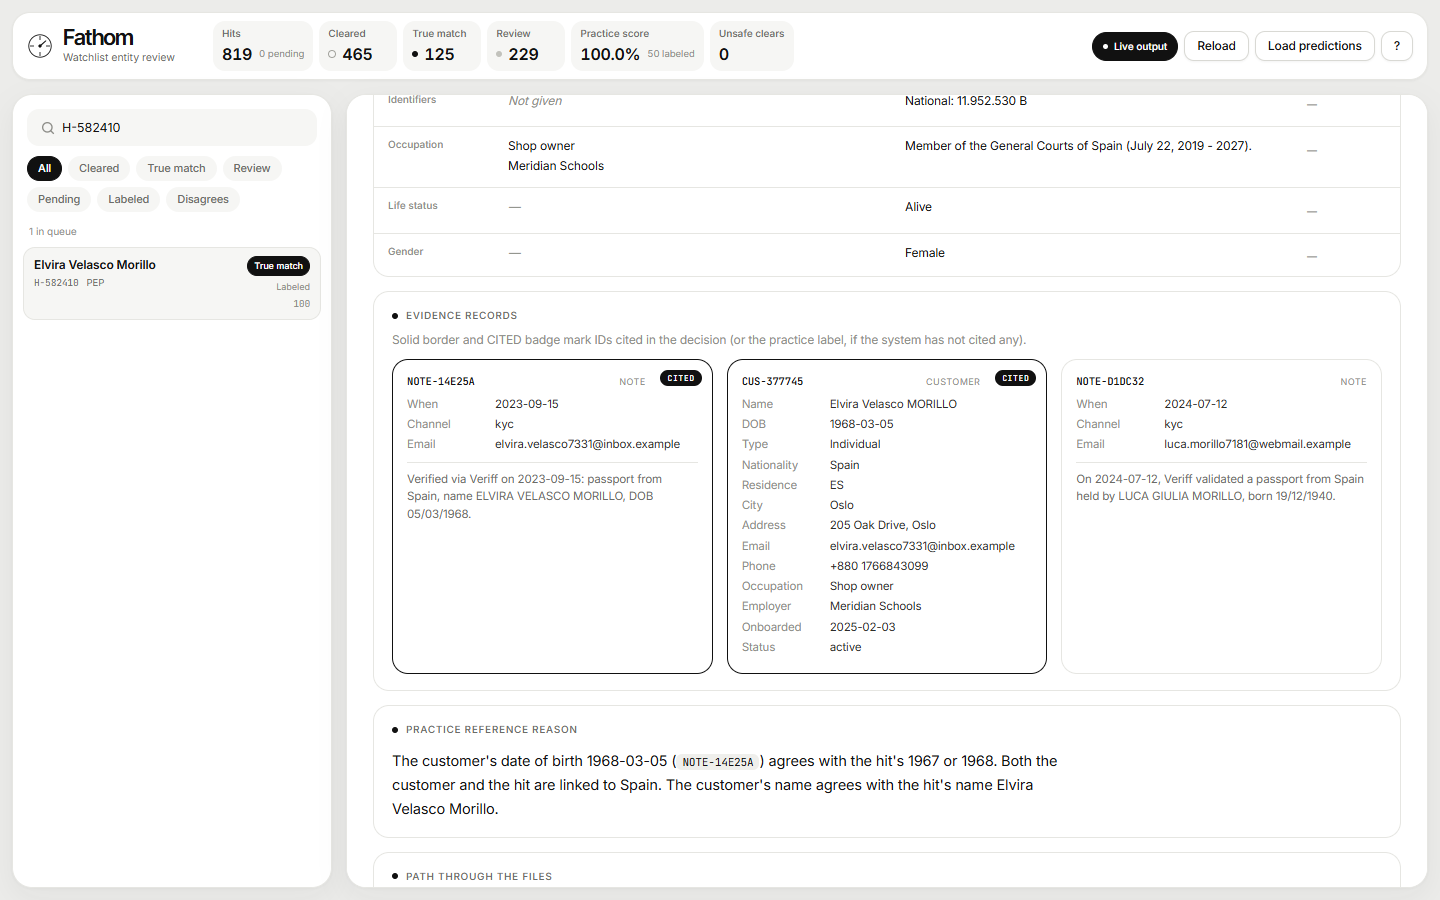 Fathom
Watchlist entity review
Hits
819 0 pending
Cleared
465
True match
125
Review
229
Practice score
100.0% 50 labeled
Unsafe clears
0
Live output
Reload
Load predictions
?
H-582410
All
Cleared
True match
Review
Pending
Labeled
Disagrees
1 in queue
Elvira Velasco Morillo
True match
H-582410 PEP
Labeled
100
Identifiers
Not given
National: 11.952.530 B
—
Occupation
Shop owner
Meridian Schools
Member of the General Courts of Spain (July 22, 2019 - 2027).
—
Life status
—
Alive
—
Gender
—
Female
—
EVIDENCE RECORDS
Solid border and CITED badge mark IDs cited in the decision (or the practice label, if the system has not cited any).
NOTE-14E25A NOTE CITED
When 2023-09-15
Channel kyc
Email elvira.velasco7331@inbox.example
Verified via Veriff on 2023-09-15: passport from
Spain, name ELVIRA VELASCO MORILLO, DOB
05/03/1968.
CUS-377745 CUSTOMER CITED
Name Elvira Velasco MORILLO
DOB 1968-03-05
Type Individual
Nationality Spain
Residence ES
City Oslo
Address 205 Oak Drive, Oslo
Email elvira.velasco7331@inbox.example
Phone +880 1766843099
Occupation Shop owner
Employer Meridian Schools
Onboarded 2025-02-03
Status active
NOTE-D1DC32 NOTE
When 2024-07-12
Channel kyc
Email luca.morillo7181@webmail.example
On 2024-07-12, Veriff validated a passport from Spain
held by LUCA GIULIA MORILLO, born 19/12/1940.
PRACTICE REFERENCE REASON
The customer's date of birth 1968-03-05 ( NOTE-14E25A ) agrees with the hit's 1967 or 1968. Both the
customer and the hit are linked to Spain. The customer's name agrees with the hit's name Elvira
Velasco Morillo.
PATH THROUGH THE FILES